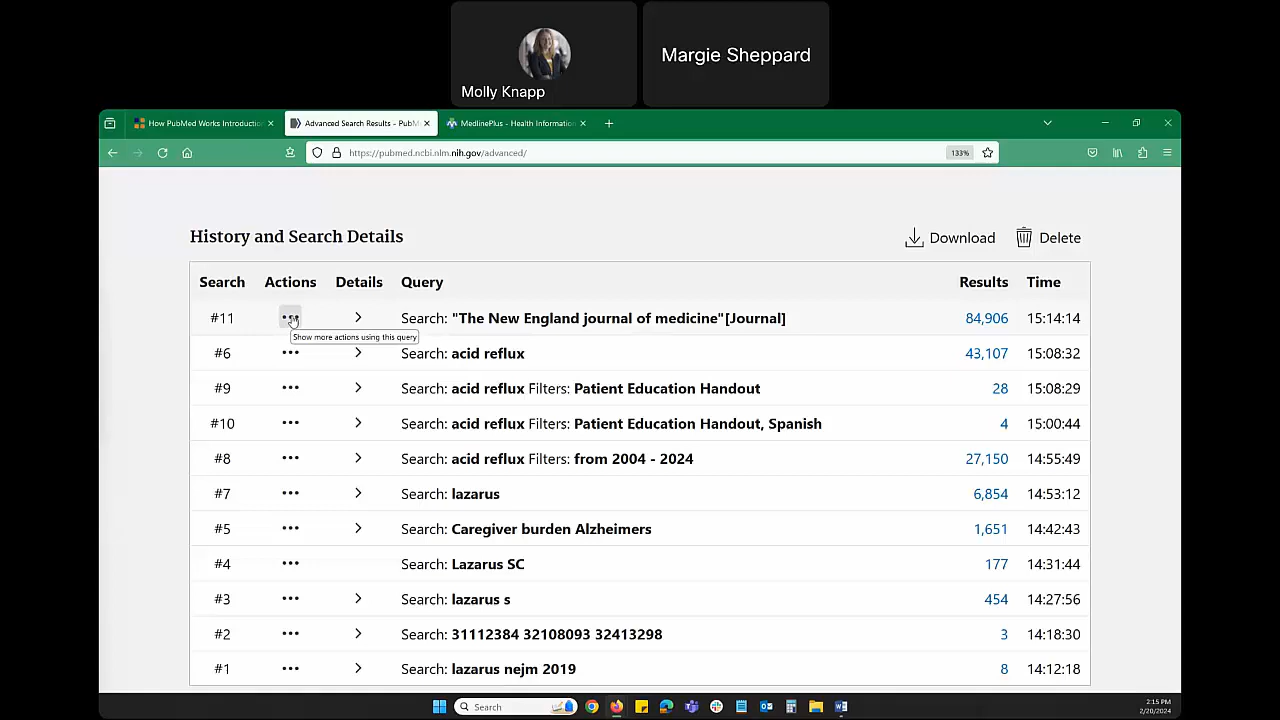 Molly Knapp
Margie Sheppard
How PubMed Works Introduction
Advanced Search Results - PubM
MedlinePlus - Health Information
https://pubmed.ncbi.nlm.nih.gov/advanced/
133%
History and Search Details
Download
Delete
Search Actions Details Query Results Time
#11 Search: "The New England journal of medicine"[Journal] 84,906 15:14:14
Show more actions using this query
#6 Search: acid reflux 43,107 15:08:32
#9 Search: acid reflux Filters: Patient Education Handout 28 15:08:29
#10 Search: acid reflux Filters: Patient Education Handout, Spanish 4 15:00:44
#8 Search: acid reflux Filters: from 2004 - 2024 27,150 14:55:49
#7 Search: lazarus 6,854 14:53:12
#5 Search: Caregiver burden Alzheimers 1,651 14:42:43
#4 Search: Lazarus SC 177 14:31:44
#3 Search: lazarus s 454 14:27:56
#2 Search: 31112384 32108093 32413298 3 14:18:30
#1 Search: lazarus nejm 2019 8 14:12:18
Search
2:15 PM
2/20/2024